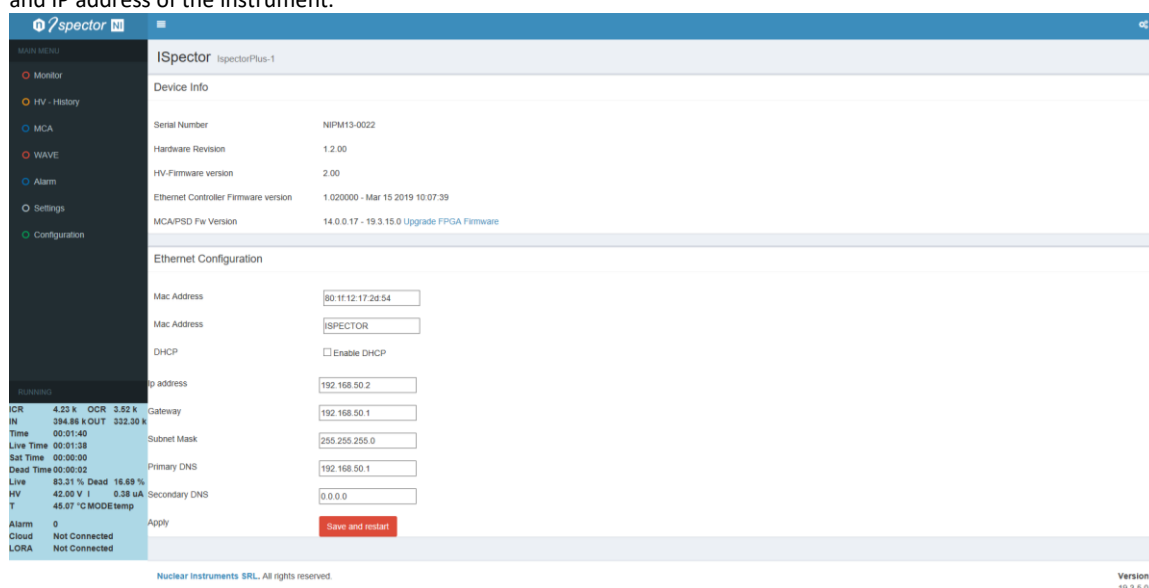 and IP address of the instrument.
ispector NI
MAIN MENU
Monitor
HV - History
MCA
WAVE
Alarm
Settings
Configuration
RUNNING
ICR 4.23 k OCR 3.52 k
IN 394.86 k OUT 332.30 k
Time 00:01:40
Live Time 00:01:38
Sat Time 00:00:00
Dead Time 00:00:02
Live 83.31 % Dead 16.69 %
HV 42.00 V I 0.38 uA
T 45.07 °C MODE temp
Alarm 0
Cloud Not Connected
LORA Not Connected
ISpector IspectorPlus-1
Device Info
Serial Number NIPM13-0022
Hardware Revision 1.2.00
HV-Firmware version 2.00
Ethernet Controller Firmware version 1.020000 - Mar 15 2019 10:07:39
MCA/PSD Fw Version 14.0.0.17 - 19.3.15.0 Upgrade FPGA Firmware
Ethernet Configuration
Mac Address 80:1f:12:17:2d:54
Mac Address ISPECTOR
DHCP Enable DHCP
Ip address 192.168.50.2
Gateway 192.168.50.1
Subnet Mask 255.255.255.0
Primary DNS 192.168.50.1
Secondary DNS 0.0.0.0
Apply Save and restart
Nuclear Instruments SRL. All rights reserved.
Version
19.3.5.0